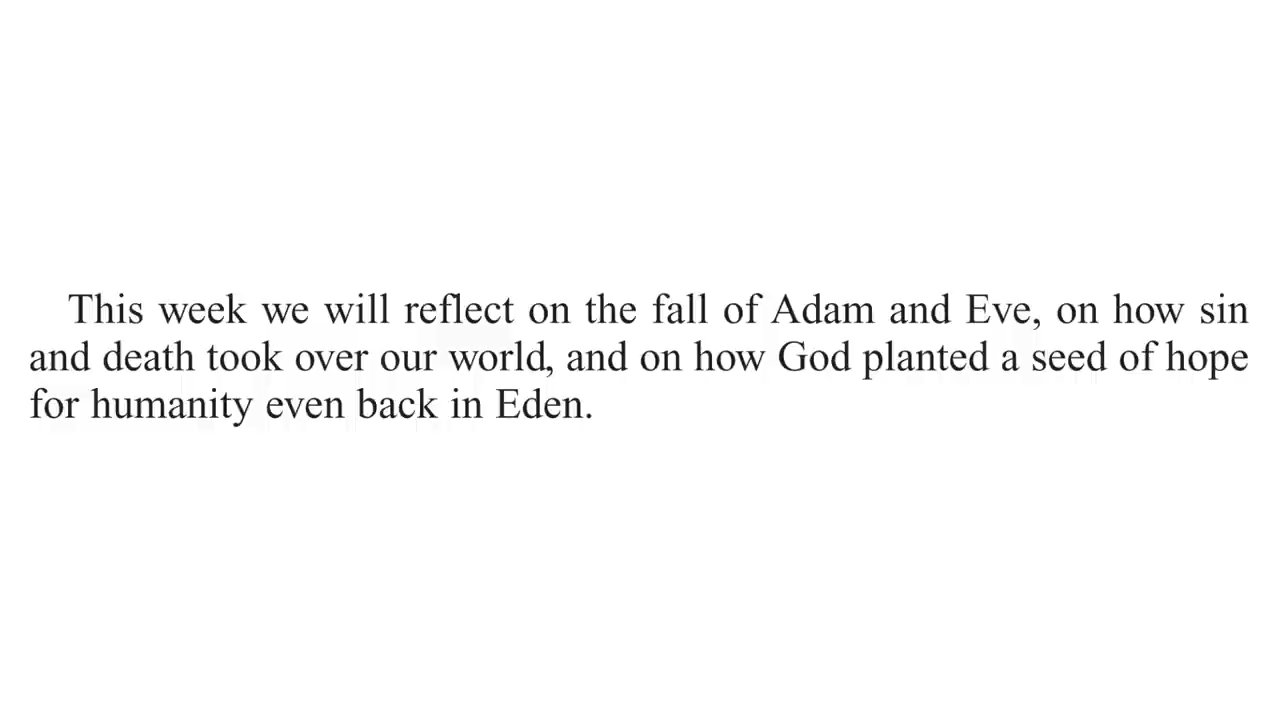 This week we will reflect on the fall of Adam and Eve, on how sin
and death took over our world, and on how God planted a seed of hope
for humanity even back in Eden.